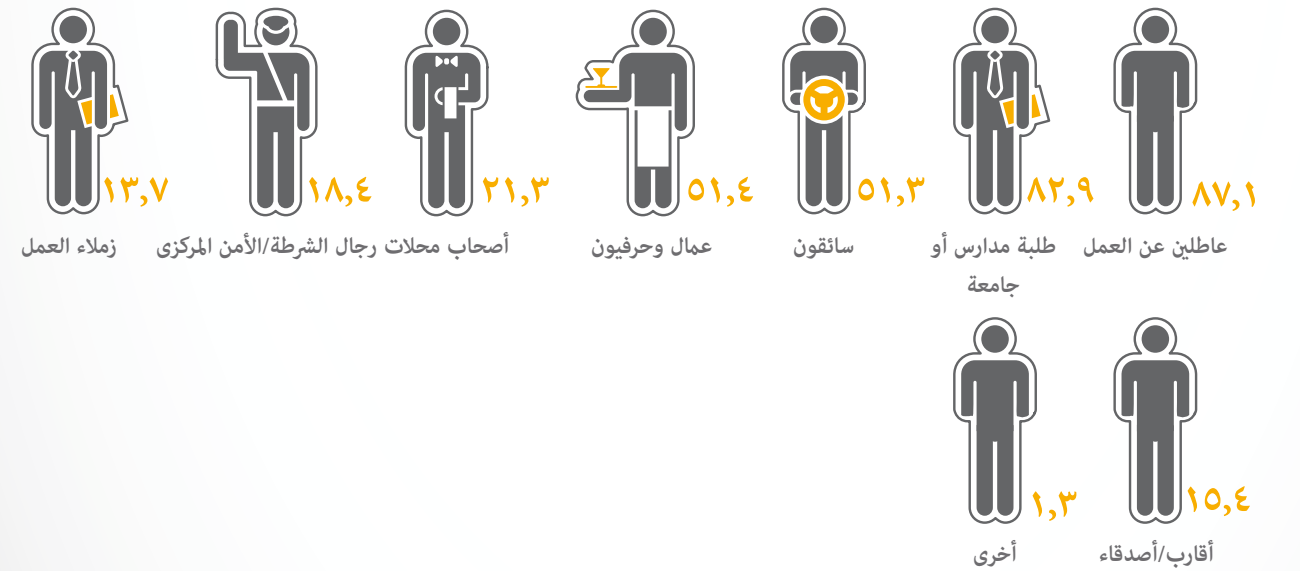 ٨٧,١
عاطلين عن العمل
٨٢,٩
طلبة مدارس أو
جامعة
٥١,٣
سائقون
٥١,٤
عمال وحرفيون
٢١,٣
أصحاب محلات
١٨,٤
رجال الشرطة/الأمن المركزى
١٣,٧
زملاء العمل
١٥,٤
أقارب/أصدقاء
١,٣
أخرى